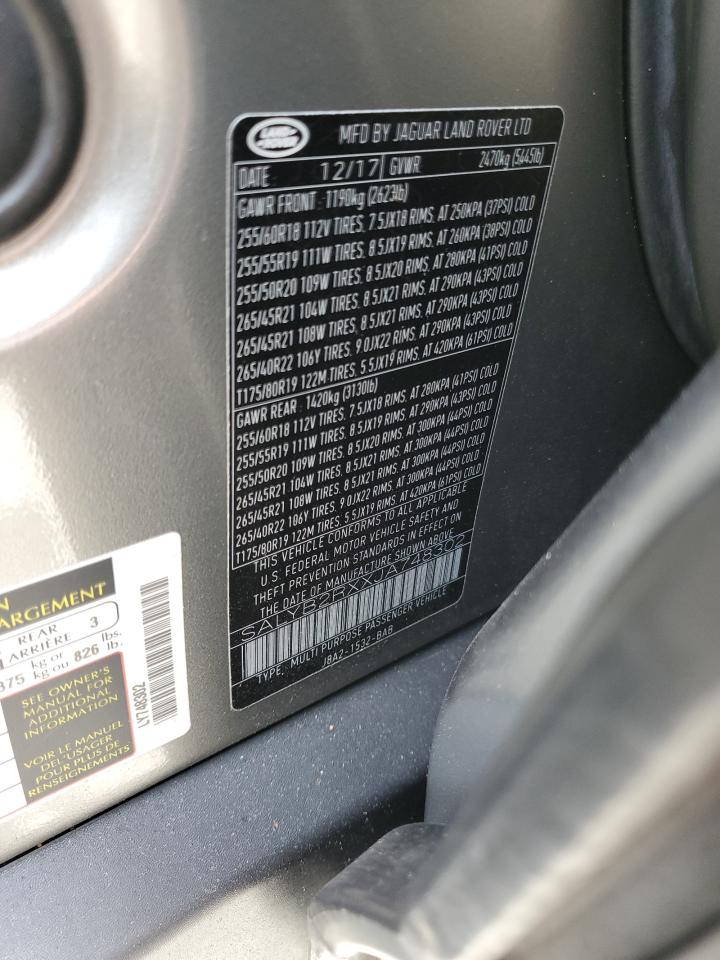 LAND ROVER
MFD BY JAGUAR LAND ROVER LTD
DATE: 12/17 GVWR: 2470kg (5445lb)
GAWR FRONT: 1190kg (2623lb)
255/60R18 112V TIRES, 7.5JX18 RIMS, AT 250KPA (37PSI) COLD
255/55R19 111W TIRES, 8.5JX19 RIMS, AT 260KPA (38PSI) COLD
255/50R20 109W TIRES, 8.5JX20 RIMS, AT 280KPA (41PSI) COLD
265/45R21 104W TIRES, 8.5JX21 RIMS, AT 290KPA (43PSI) COLD
265/45R21 108W TIRES, 8.5JX21 RIMS, AT 290KPA (43PSI) COLD
265/40R22 106Y TIRES, 9.0JX22 RIMS, AT 290KPA (43PSI) COLD
T175/80R19 122M TIRES, 5.5JX19 RIMS, AT 420KPA (61PSI) COLD
GAWR REAR: 1420kg (3130lb)
255/60R18 112V TIRES, 7.5JX18 RIMS, AT 280KPA (41PSI) COLD
255/55R19 111W TIRES, 8.5JX19 RIMS, AT 290KPA (43PSI) COLD
255/50R20 109W TIRES, 8.5JX20 RIMS, AT 300KPA (44PSI) COLD
265/45R21 104W TIRES, 8.5JX21 RIMS, AT 300KPA (44PSI) COLD
265/45R21 108W TIRES, 8.5JX21 RIMS, AT 300KPA (44PSI) COLD
265/40R22 106Y TIRES, 9.0JX22 RIMS, AT 300KPA (44PSI) COLD
T175/80R19 122M TIRES, 5.5JX19 RIMS, AT 420KPA (61PSI) COLD
THIS VEHICLE CONFORMS TO ALL APPLICABLE
U.S. FEDERAL MOTOR VEHICLE SAFETY AND
THEFT PREVENTION STANDARDS IN EFFECT ON
THE DATE OF MANUFACTURE SHOWN ABOVE
SALYB2RXXJA748302
TYPE: MULTI PURPOSE PASSENGER VEHICLE
J8A2-1532-BAB
N
ARGEMENT
REAR
ARRIÈRE 3
875 kg or
kg ou 826 lbs.
lb.
SEE OWNER'S
MANUAL FOR
ADDITIONAL
INFORMATION
VOIR LE MANUEL
DE L'USAGER
POUR PLUS DE
RENSEIGNEMENTS
LY748302